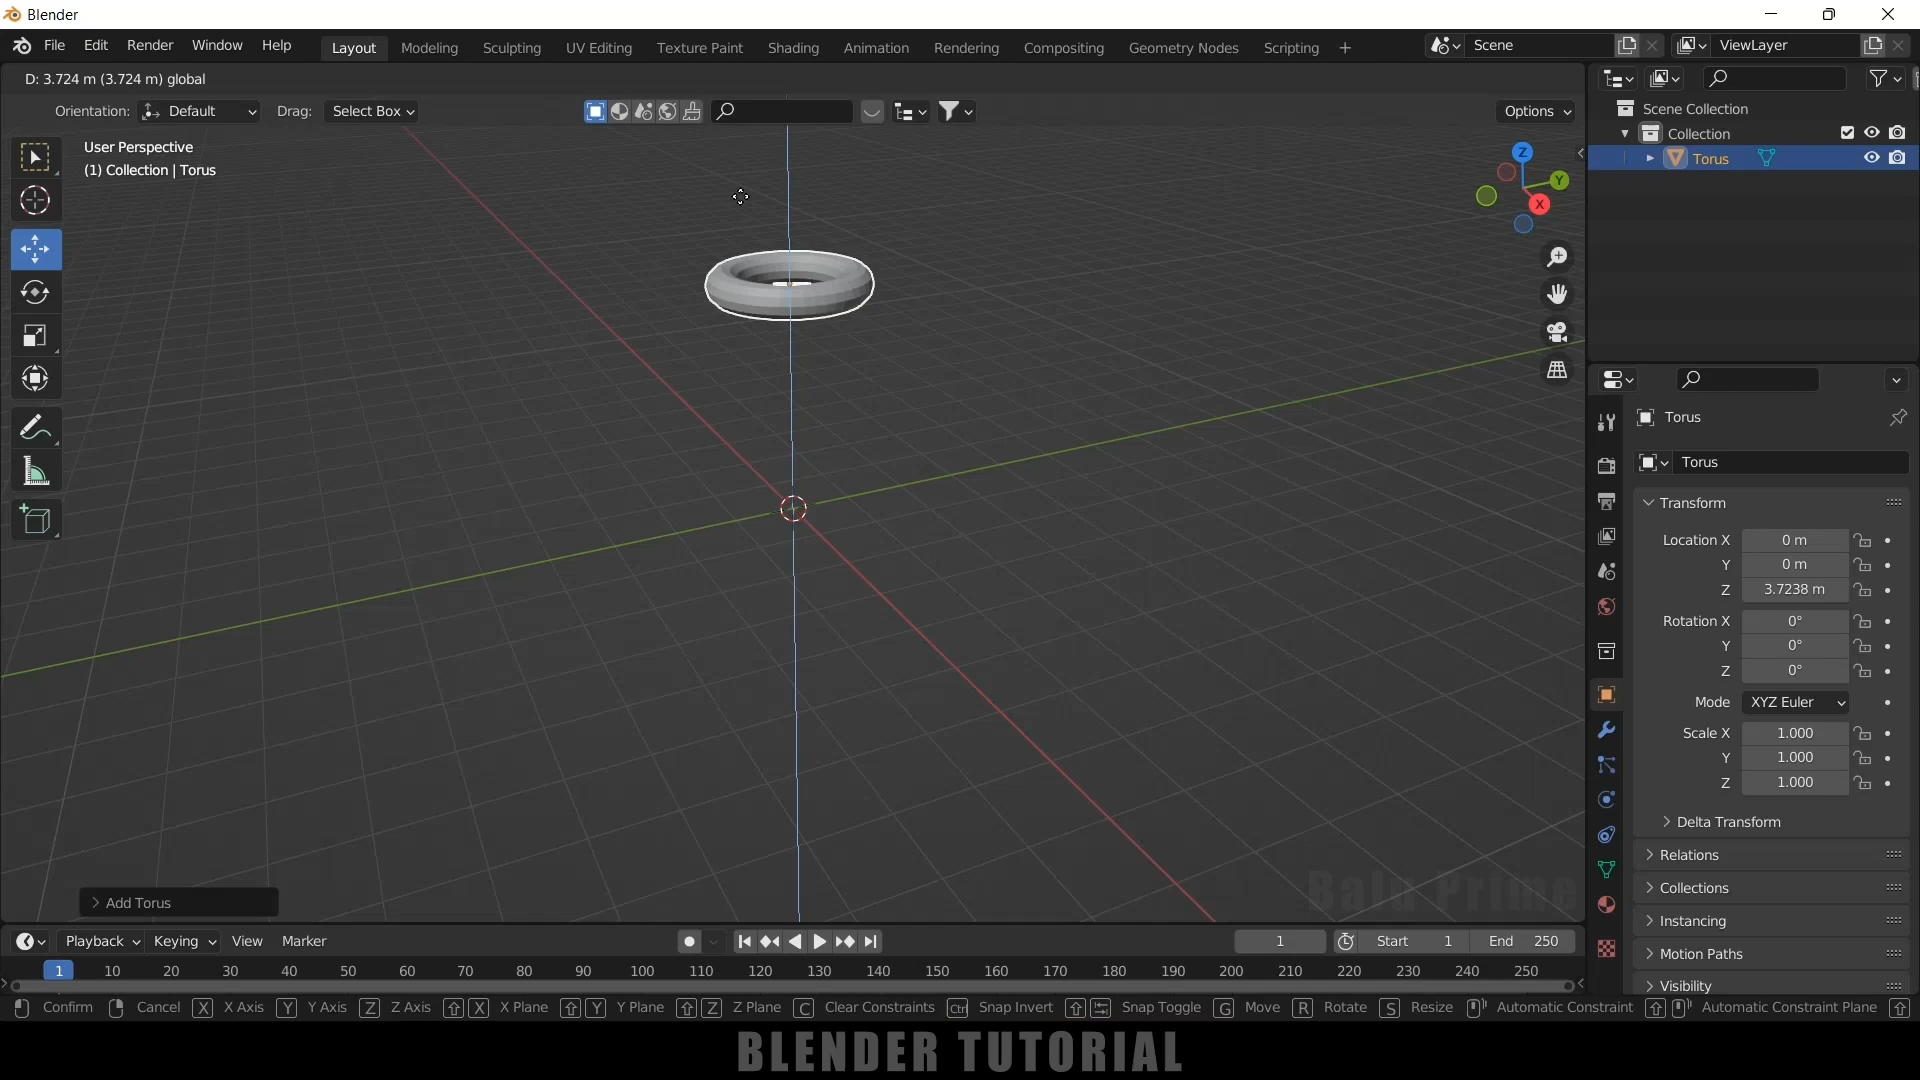 Blender
File Edit Render Window Help Layout Modeling Sculpting UV Editing Texture Paint Shading Animation Rendering Compositing Geometry Nodes Scripting + Scene ViewLayer
D: 3.724 m (3.724 m) global
Orientation: Default Drag: Select Box Options
User Perspective
(1) Collection | Torus
Z
Y
X
Scene Collection
Collection
Torus
Torus
Torus
Transform
Location X 0 m
Y 0 m
Z 3.7238 m
Rotation X 0°
Y 0°
Z 0°
Mode XYZ Euler
Scale X 1.000
Y 1.000
Z 1.000
Delta Transform
Relations
Collections
Instancing
Motion Paths
Visibility
Add Torus
Balu Prime
Playback Keying View Marker 1 Start 1 End 250
1 10 20 30 40 50 60 70 80 90 100 110 120 130 140 150 160 170 180 190 200 210 220 230 240 250
Confirm Cancel X X Axis Y Y Axis Z Z Axis X X Plane Y Y Plane Z Z Plane C Clear Constraints Ctrl Snap Invert Snap Toggle G Move R Rotate S Resize Automatic Constraint Automatic Constraint Plane
BLENDER TUTORIAL